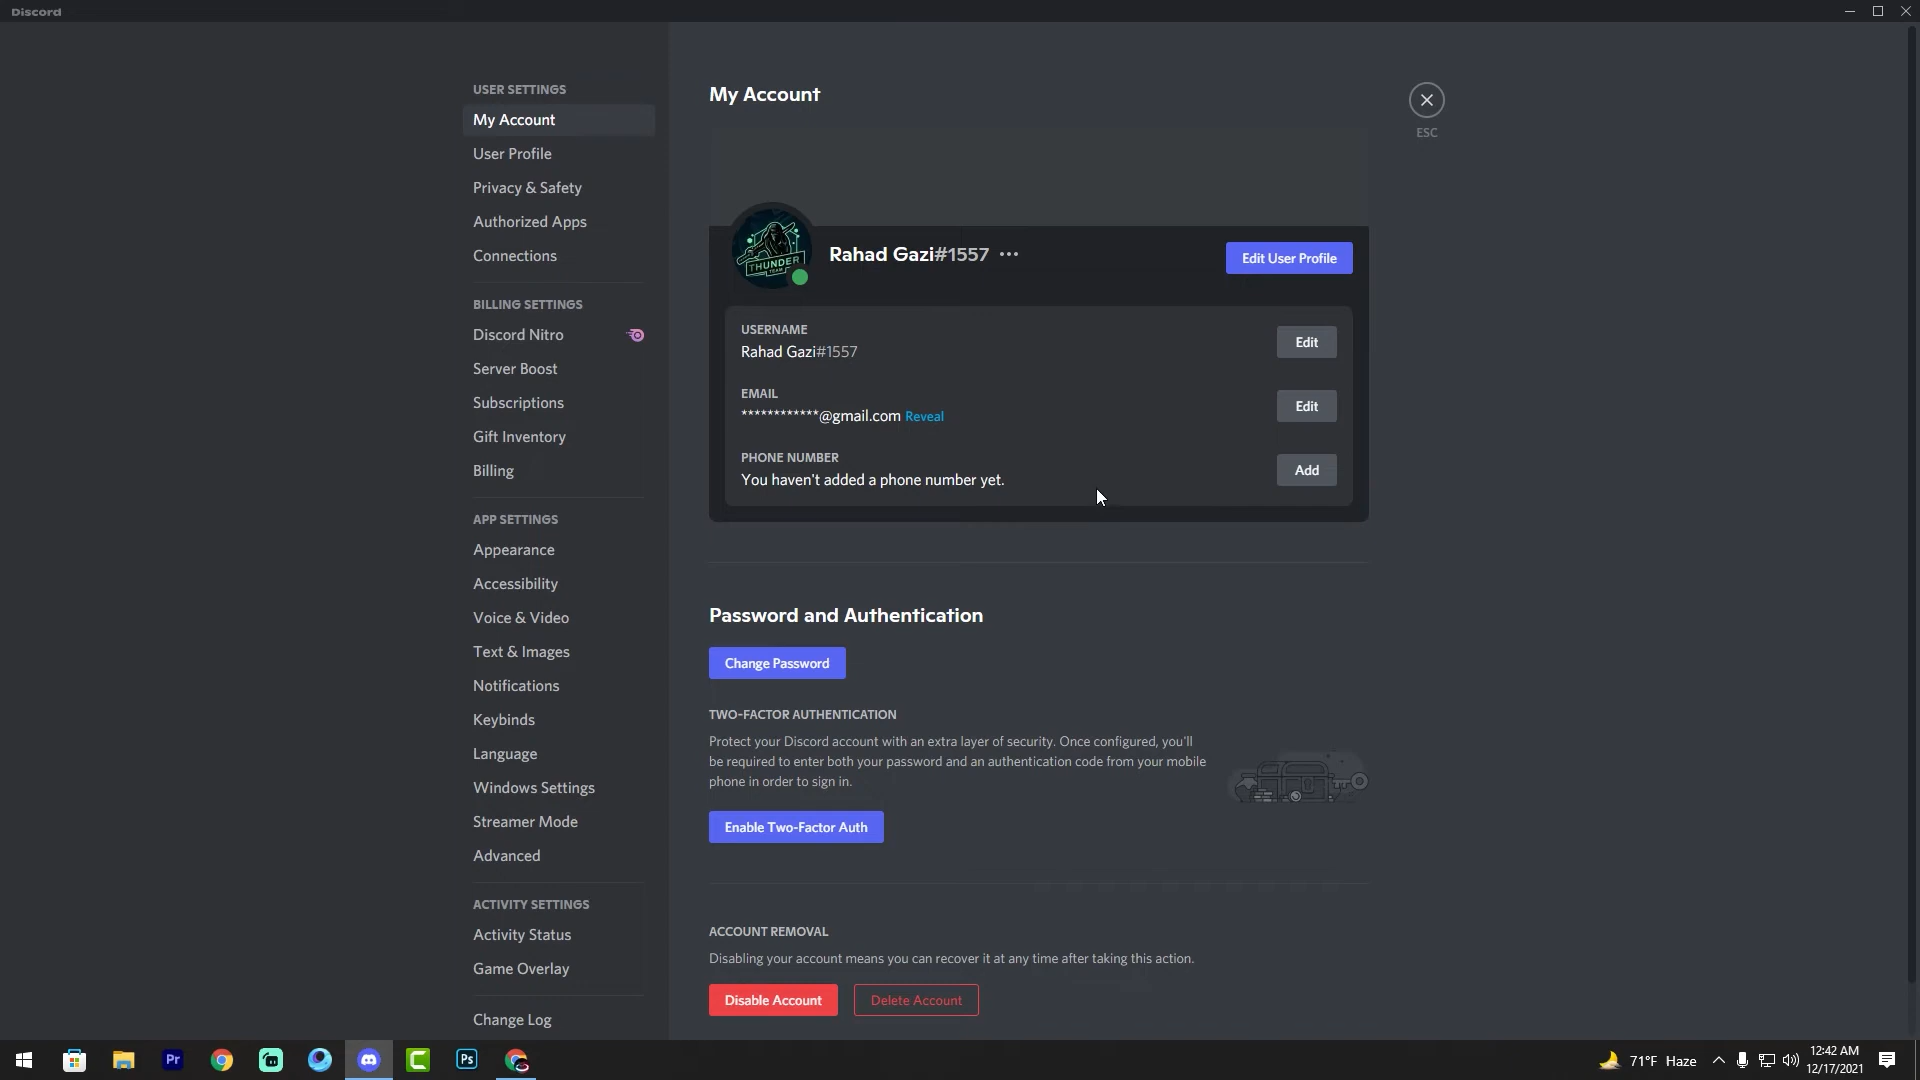 Discord
USER SETTINGS
My Account
User Profile
Privacy & Safety
Authorized Apps
Connections
BILLING SETTINGS
Discord Nitro
Server Boost
Subscriptions
Gift Inventory
Billing
APP SETTINGS
Appearance
Accessibility
Voice & Video
Text & Images
Notifications
Keybinds
Language
Windows Settings
Streamer Mode
Advanced
ACTIVITY SETTINGS
Activity Status
Game Overlay
Change Log
My Account
ESC
THUNDER
TEAM
Rahad Gazi#1557
Edit User Profile
USERNAME
Rahad Gazi#1557
Edit
EMAIL
************@gmail.com Reveal
Edit
PHONE NUMBER
You haven't added a phone number yet.
Add
Password and Authentication
Change Password
TWO-FACTOR AUTHENTICATION
Protect your Discord account with an extra layer of security. Once configured, you'll
be required to enter both your password and an authentication code from your mobile
phone in order to sign in.
Enable Two-Factor Auth
ACCOUNT REMOVAL
Disabling your account means you can recover it at any time after taking this action.
Disable Account
Delete Account
Pr
Ps
71°F Haze
12:42 AM
12/17/2021